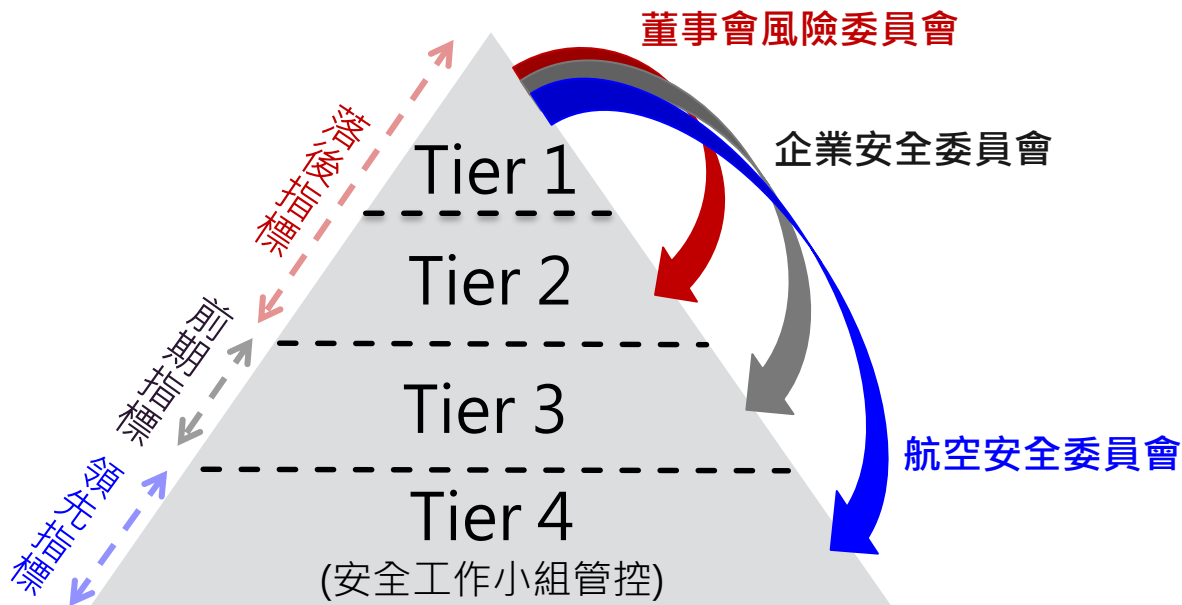 董事會風險委員會
企業安全委員會
航空安全委員會
落後指標
前期指標
領先指標
Tier 1
Tier 2
Tier 3
Tier 4
(安全工作小組管控)